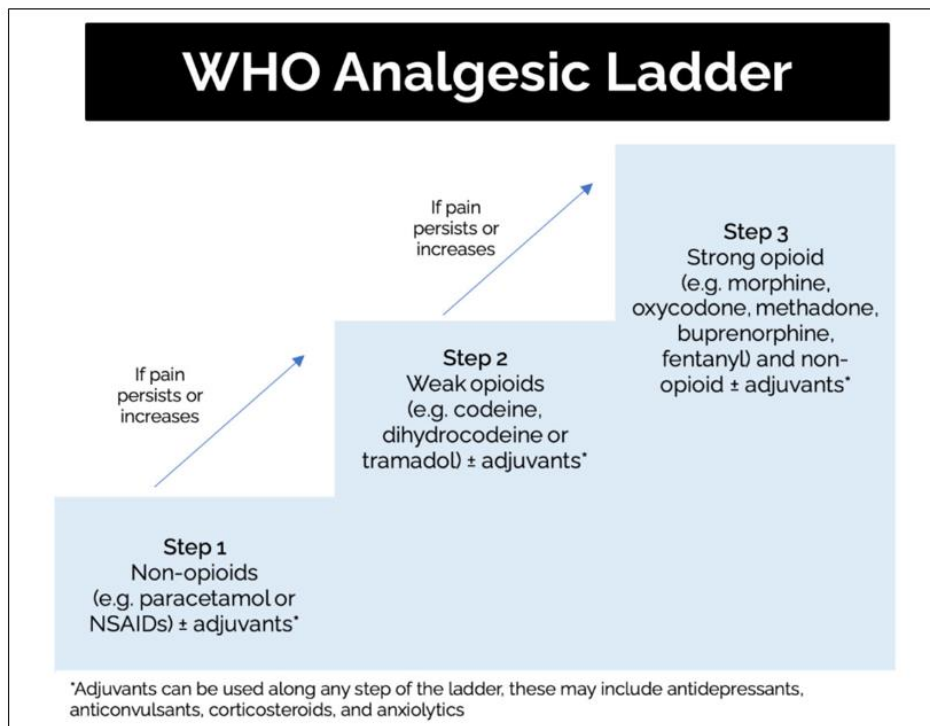 WHO Analgesic Ladder
If pain
persists or
increases
Step 3
Strong opioid
(e.g. morphine,
oxycodone, methadone,
buprenorphine,
fentanyl) and non-
opioid ± adjuvants*
If pain
persists or
increases
Step 2
Weak opioids
(e.g. codeine,
dihydrocodeine or
tramadol) ± adjuvants*
Step 1
Non-opioids
(e.g. paracetamol or
NSAIDs) ± adjuvants*
*Adjuvants can be used along any step of the ladder, these may include antidepressants,
anticonvulsants, corticosteroids, and anxiolytics